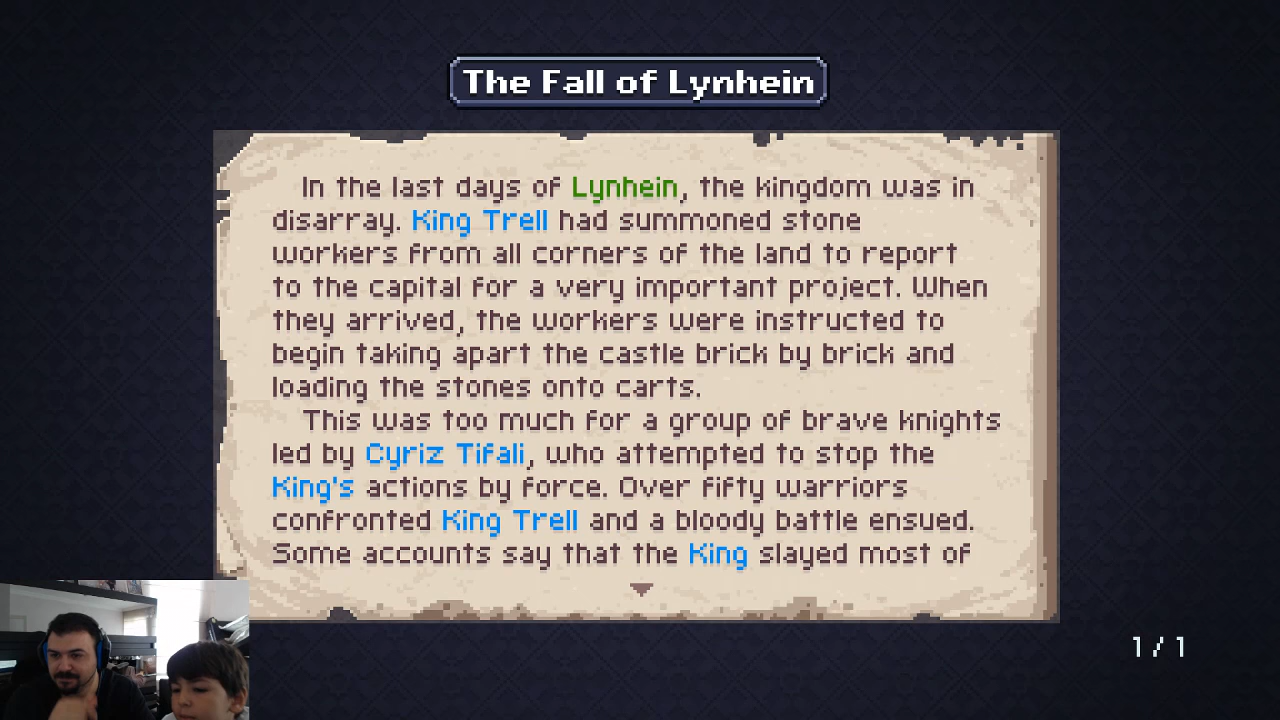 The Fall of Lynhein
In the last days of Lynhein, the kingdom was in
disarray. King Trell had summoned stone
workers from all corners of the land to report
to the capital for a very important project. When
they arrived, the workers were instructed to
begin taking apart the castle brick by brick and
loading the stones onto carts.
This was too much for a group of brave knights
led by Cyriz Tifali, who attempted to stop the
King's actions by force. Over fifty warriors
confronted King Trell and a bloody battle ensued.
Some accounts say that the King slayed most of
1/1